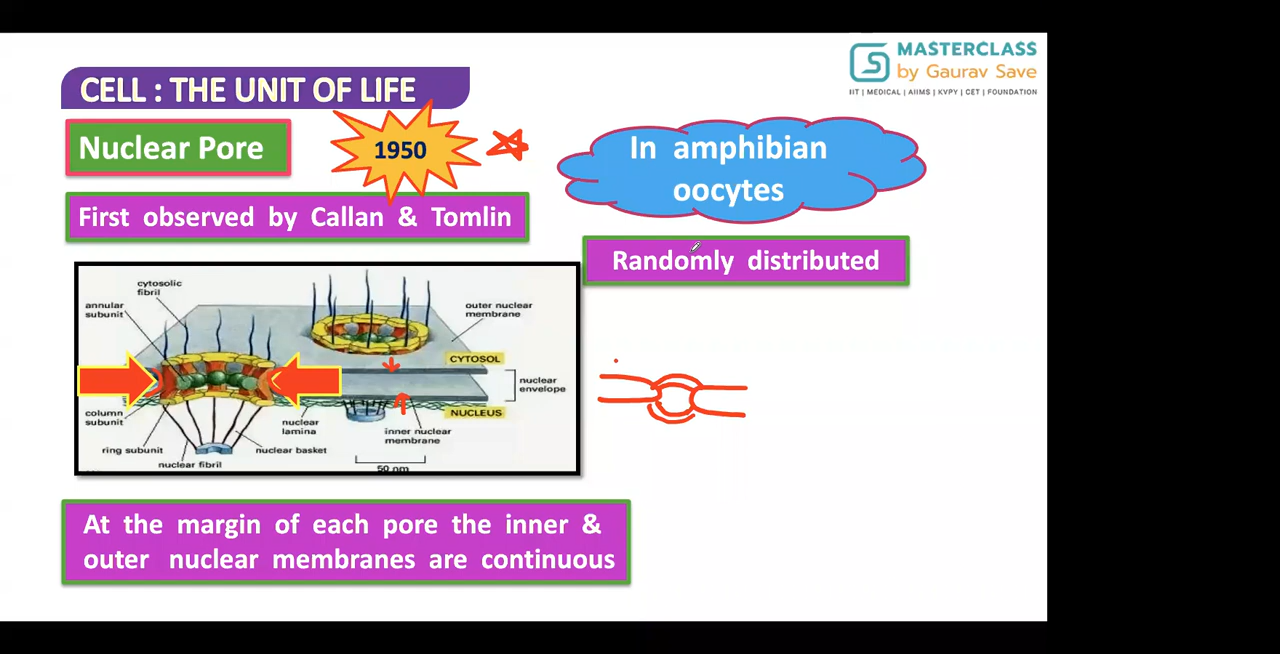 MASTERCLASS
by Gaurav Save
IIT | MEDICAL | AIIMS | KVPY | CET | FOUNDATION
CELL : THE UNIT OF LIFE
Nuclear Pore
1950
In amphibian
oocytes
First observed by Callan & Tomlin
Randomly distributed
cytosolic
fibril
annular
subunit
outer nuclear
membrane
CYTOSOL
nuclear
envelope
NUCLEUS
column
subunit
nuclear
lamina
inner nuclear
membrane
ring subunit
nuclear basket
nuclear fibril
50 nm
At the margin of each pore the inner &
outer nuclear membranes are continuous